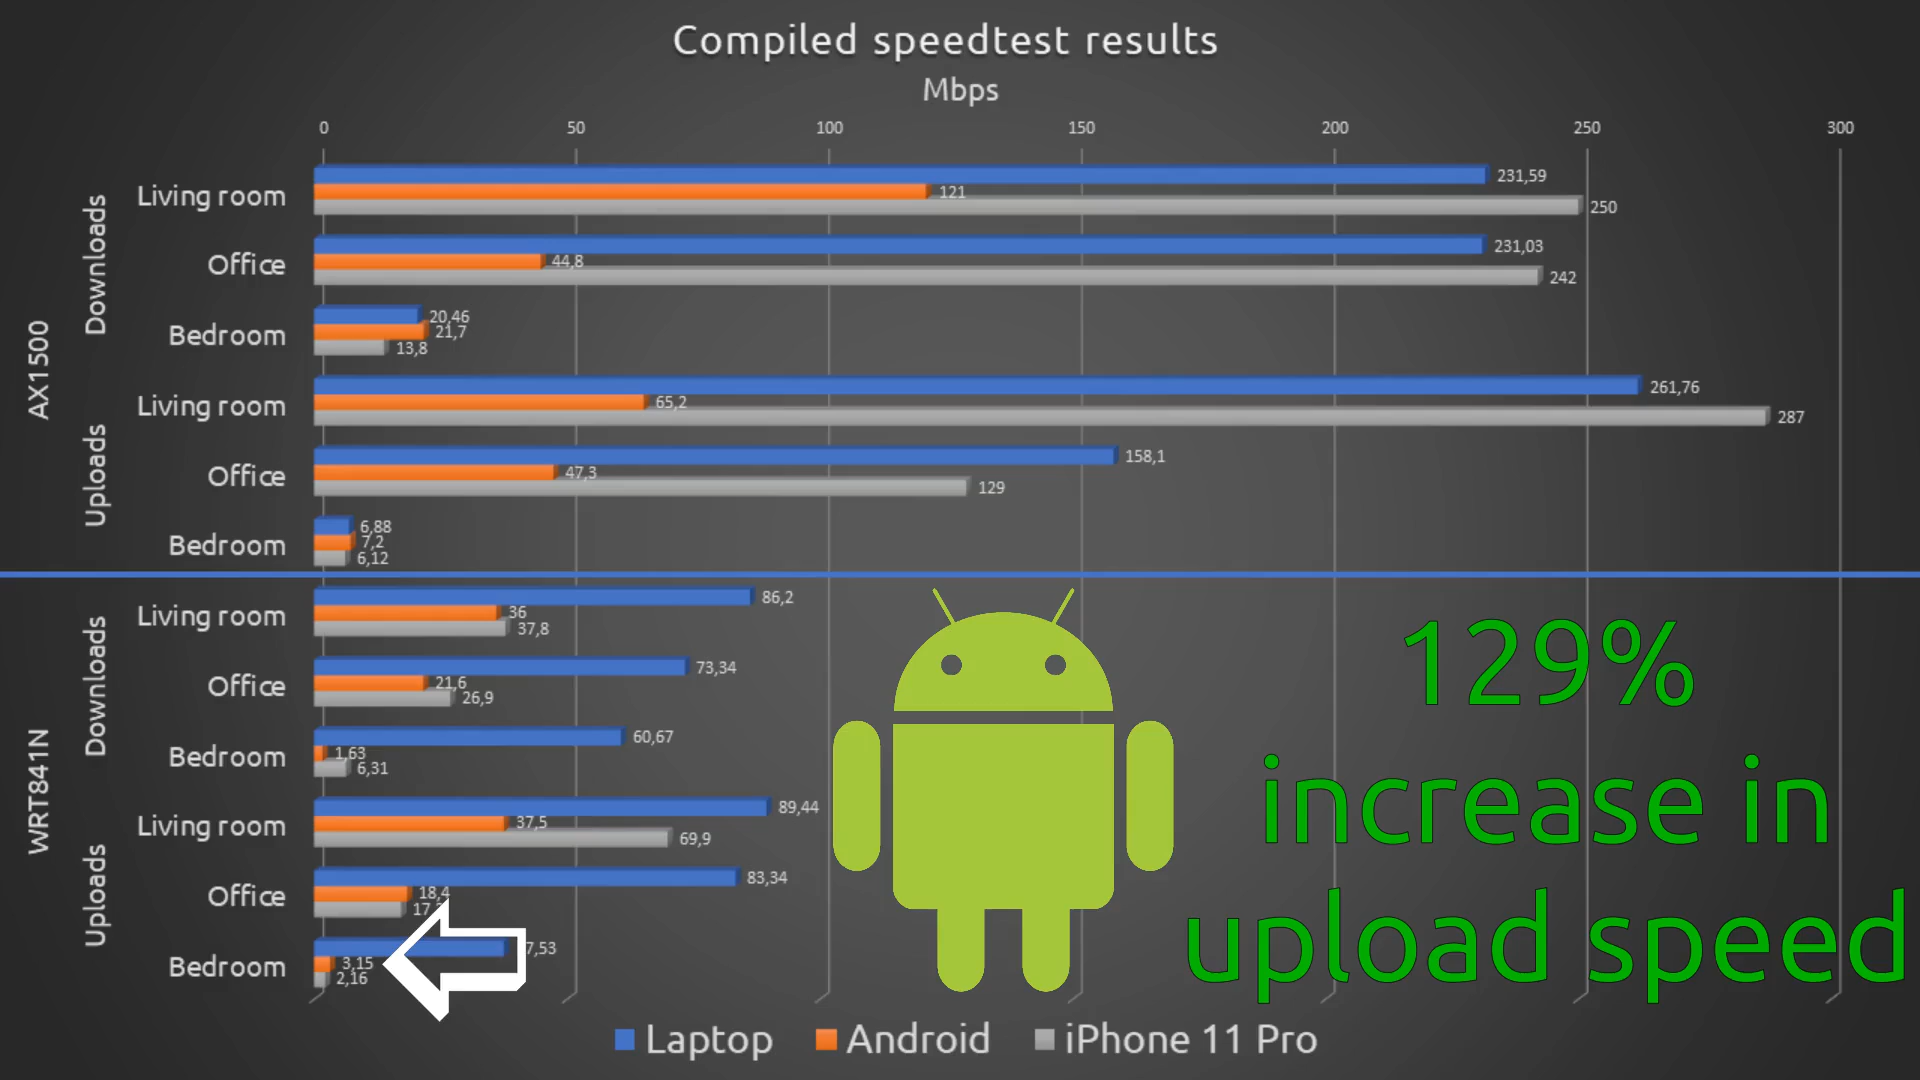 Compiled speedtest results
Mbps
0 50 100 150 200 250 300
AX1500
Downloads
Living room 231,59
121
250
Office 231,03
44,8
242
Bedroom 20,46
21,7
13,8
Uploads
Living room 261,76
65,2
287
Office 158,1
47,3
129
Bedroom 6,88
7,2
6,12
WRT841N
Downloads
Living room 86,2
36
37,8
Office 73,34
21,6
26,9
Bedroom 60,67
1,63
6,31
Uploads
Living room 89,44
37,5
69,9
Office 83,34
18,4
Bedroom
3,15
2,16
129%
increase in
upload speed
Laptop Android iPhone 11 Pro